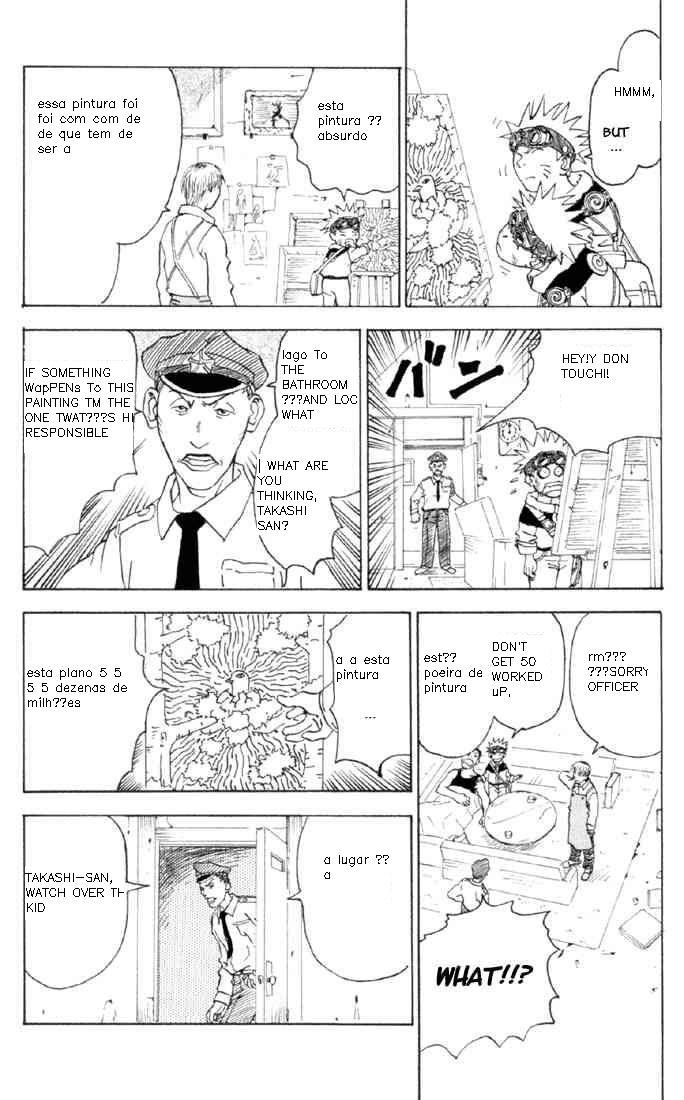 HMMM,
BUT
...
esta
pintura ??
absurdo
essa pintura foi
foi com com de
de que tem de
ser a
HEY!Y DON
TOUCHI!
バン
lago To
THE
BATHROOM
???AND LOC
WHAT
| WHAT ARE
YOU
THINKING,
TAKASHI
SAN?
IF SOMETHING
WapPENs To THIS
PAINTING TM THE
ONE TWAT???S HI
RESPONSIBLE
rm???
???SORRY
OFFICER
DON'T
GET 50
WORKED
uP,
est??
poeira de
pintura
WHAT!!?
a a esta
pintura
...
esta plano 5 5
5 5 dezenas de
milh??es
a lugar ??
a
TAKASHI-SAN,
WATCH OVER TH
KID